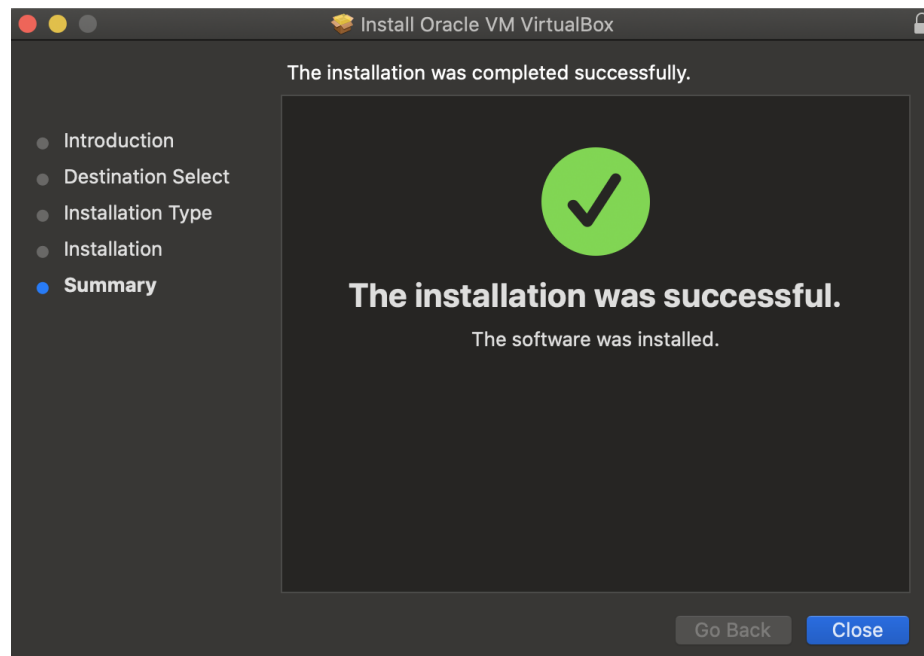 Install Oracle VM VirtualBox
The installation was completed successfully.
Introduction
Destination Select
Installation Type
Installation
Summary
The installation was successful.
The software was installed.
Go Back
Close